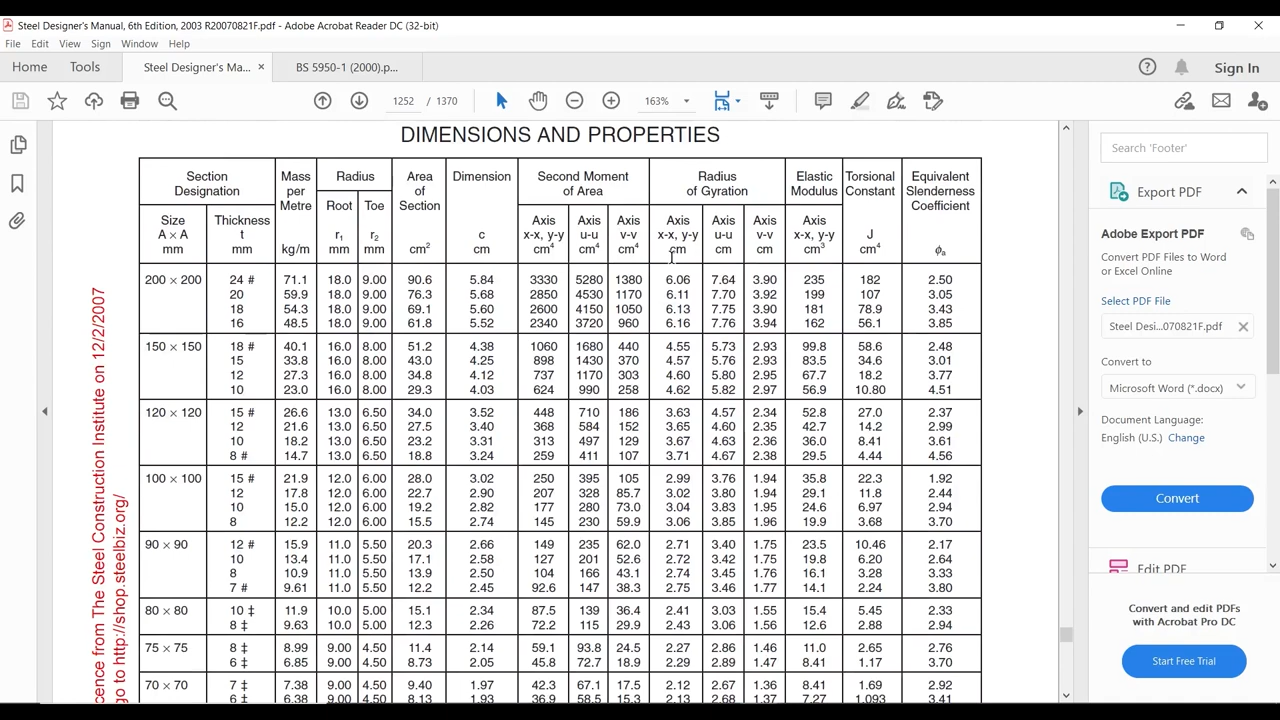 Steel Designer's Manual, 6th Edition, 2003 R20070821F.pdf - Adobe Acrobat Reader DC (32-bit)
File Edit View Sign Window Help
Home Tools Steel Designer's Ma... × BS 5950-1 (2000).p... Sign In
1252 / 1370 163%
DIMENSIONS AND PROPERTIES
Section Designation Mass per Metre Radius Area of Section Dimension Second Moment of Area Radius of Gyration Elastic Modulus Torsional Constant Equivalent Slenderness Coefficient
Size A × A mm Thickness t mm kg/m Root r1 mm Toe r2 mm cm2 c cm Axis x-x, y-y cm4 Axis u-u cm4 Axis v-v cm4 Axis x-x, y-y cm Axis u-u cm Axis v-v cm Axis x-x, y-y cm3 J cm4 ϕa
200 × 200 24 # 71.1 18.0 9.00 90.6 5.84 3330 5280 1380 6.06 7.64 3.90 235 182 2.50
20 59.9 18.0 9.00 76.3 5.68 2850 4530 1170 6.11 7.70 3.92 199 107 3.05
18 54.3 18.0 9.00 69.1 5.60 2600 4150 1050 6.13 7.75 3.90 181 78.9 3.43
16 48.5 18.0 9.00 61.8 5.52 2340 3720 960 6.16 7.76 3.94 162 56.1 3.85
150 × 150 18 # 40.1 16.0 8.00 51.2 4.38 1060 1680 440 4.55 5.73 2.93 99.8 58.6 2.48
15 33.8 16.0 8.00 43.0 4.25 898 1430 370 4.57 5.76 2.93 83.5 34.6 3.01
12 27.3 16.0 8.00 34.8 4.12 737 1170 303 4.60 5.80 2.95 67.7 18.2 3.77
10 23.0 16.0 8.00 29.3 4.03 624 990 258 4.62 5.82 2.97 56.9 10.80 4.51
120 × 120 15 # 26.6 13.0 6.50 34.0 3.52 448 710 186 3.63 4.57 2.34 52.8 27.0 2.37
12 21.6 13.0 6.50 27.5 3.40 368 584 152 3.65 4.60 2.35 42.7 14.2 2.99
10 18.2 13.0 6.50 23.2 3.31 313 497 129 3.67 4.63 2.36 36.0 8.41 3.61
8 # 14.7 13.0 6.50 18.8 3.24 259 411 107 3.71 4.67 2.38 29.5 4.44 4.56
100 × 100 15 # 21.9 12.0 6.00 28.0 3.02 250 395 105 2.99 3.76 1.94 35.8 22.3 1.92
12 17.8 12.0 6.00 22.7 2.90 207 328 85.7 3.02 3.80 1.94 29.1 11.8 2.44
10 15.0 12.0 6.00 19.2 2.82 177 280 73.0 3.04 3.83 1.95 24.6 6.97 2.94
8 12.2 12.0 6.00 15.5 2.74 145 230 59.9 3.06 3.85 1.96 19.9 3.68 3.70
90 × 90 12 # 15.9 11.0 5.50 20.3 2.66 149 235 62.0 2.71 3.40 1.75 23.5 10.46 2.17
10 13.4 11.0 5.50 17.1 2.58 127 201 52.6 2.72 3.42 1.75 19.8 6.20 2.64
8 10.9 11.0 5.50 13.9 2.50 104 166 43.1 2.74 3.45 1.76 16.1 3.28 3.33
7 # 9.61 11.0 5.50 12.2 2.45 92.6 147 38.3 2.75 3.46 1.77 14.1 2.24 3.80
80 × 80 10 ‡ 11.9 10.0 5.00 15.1 2.34 87.5 139 36.4 2.41 3.03 1.55 15.4 5.45 2.33
8 ‡ 9.63 10.0 5.00 12.3 2.26 72.2 115 29.9 2.43 3.06 1.56 12.6 2.88 2.94
75 × 75 8 ‡ 8.99 9.00 4.50 11.4 2.14 59.1 93.8 24.5 2.27 2.86 1.46 11.0 2.65 2.76
6 ‡ 6.85 9.00 4.50 8.73 2.05 45.8 72.7 18.9 2.29 2.89 1.47 8.41 1.17 3.70
70 × 70 7 ‡ 7.38 9.00 4.50 9.40 1.97 42.3 67.1 17.5 2.12 2.67 1.36 8.41 1.69 2.92
6 ‡ 6.38 9.00 4.50 8.13 1.93 36.9 58.5 15.3 2.13 2.68 1.37 7.27 1.093 3.41
cence from The Steel Construction Institute on 12/2/2007
go to http://shop.steelbiz.org/
Search 'Footer'
Export PDF
Adobe Export PDF
Convert PDF Files to Word
or Excel Online
Select PDF File
Steel Desi...070821F.pdf
Convert to
Microsoft Word (*.docx)
Document Language:
English (U.S.) Change
Convert
Edit PDF
Convert and edit PDFs
with Acrobat Pro DC
Start Free Trial